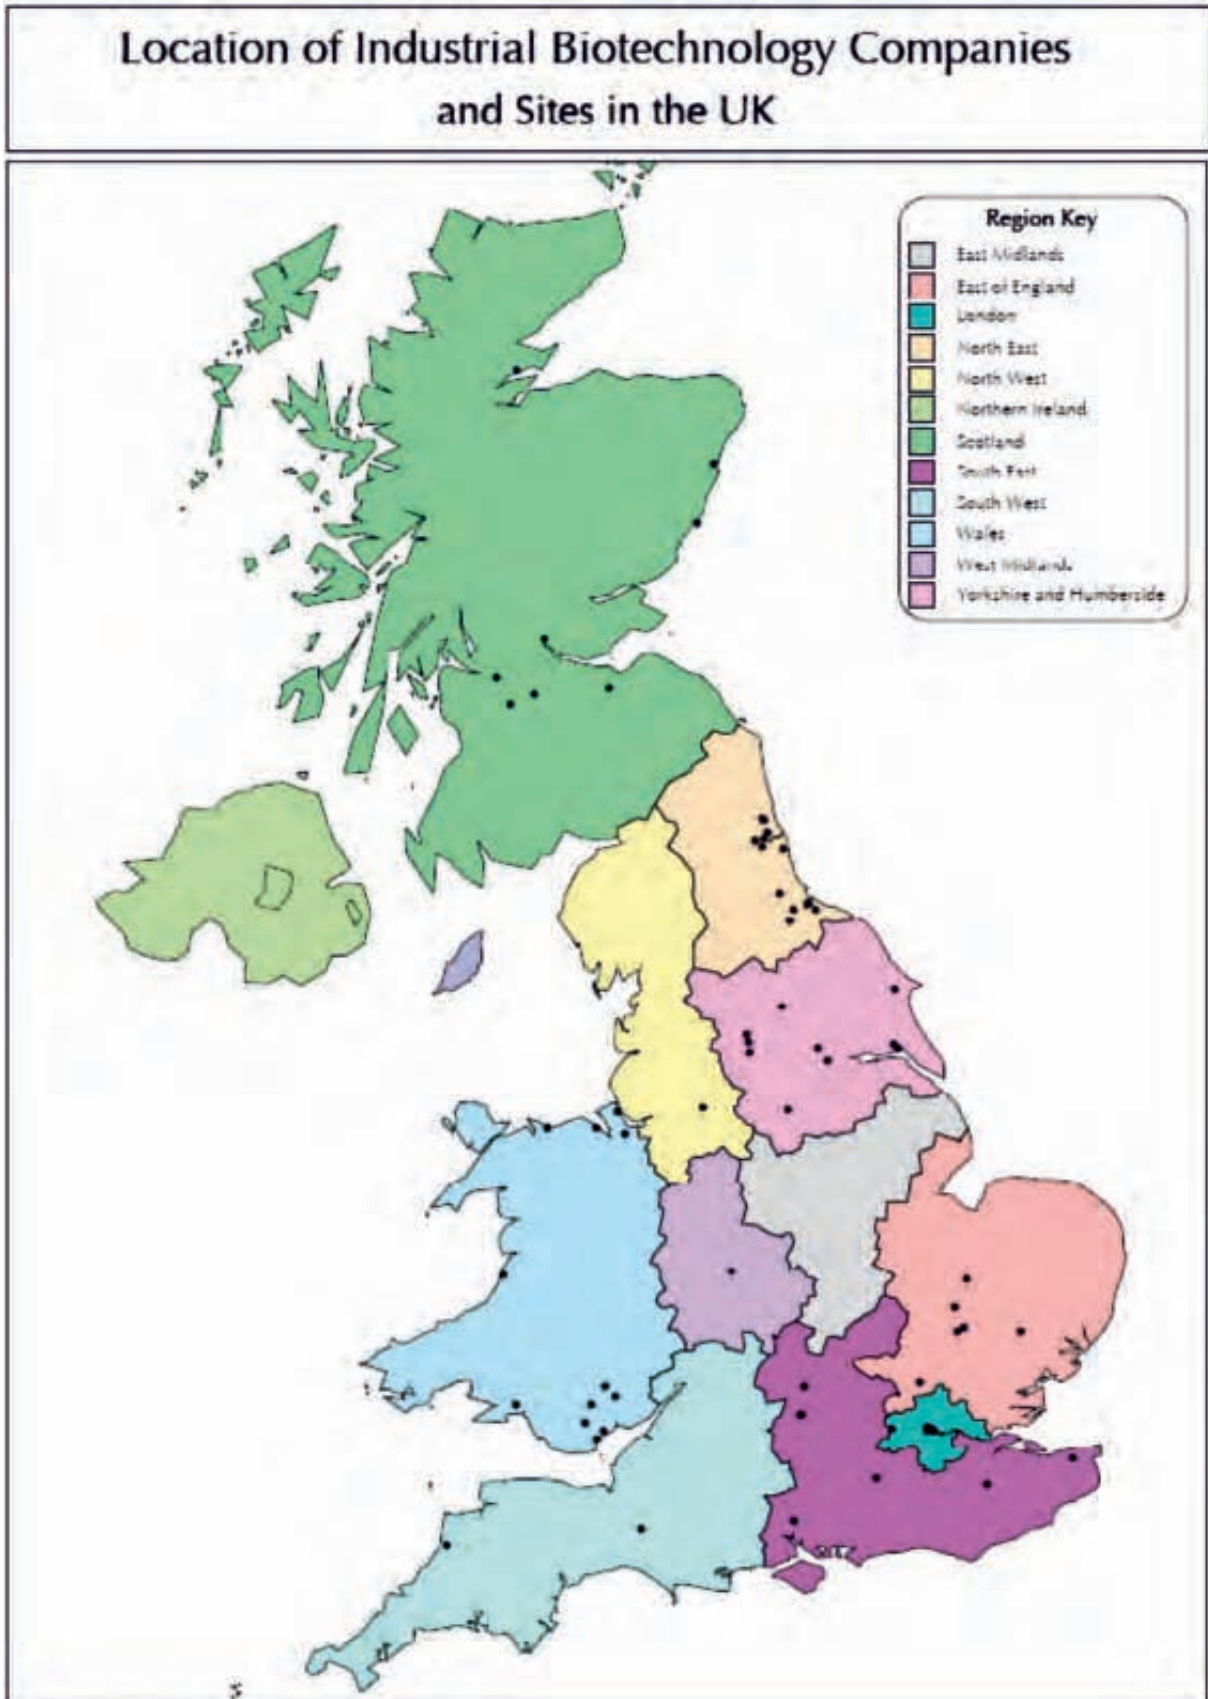 Location of Industrial Biotechnology Companies
and Sites in the UK
Region Key
East Midlands
East of England
London
North East
North West
Northern Ireland
Scotland
South East
South West
Wales
West Midlands
Yorkshire and Humberside